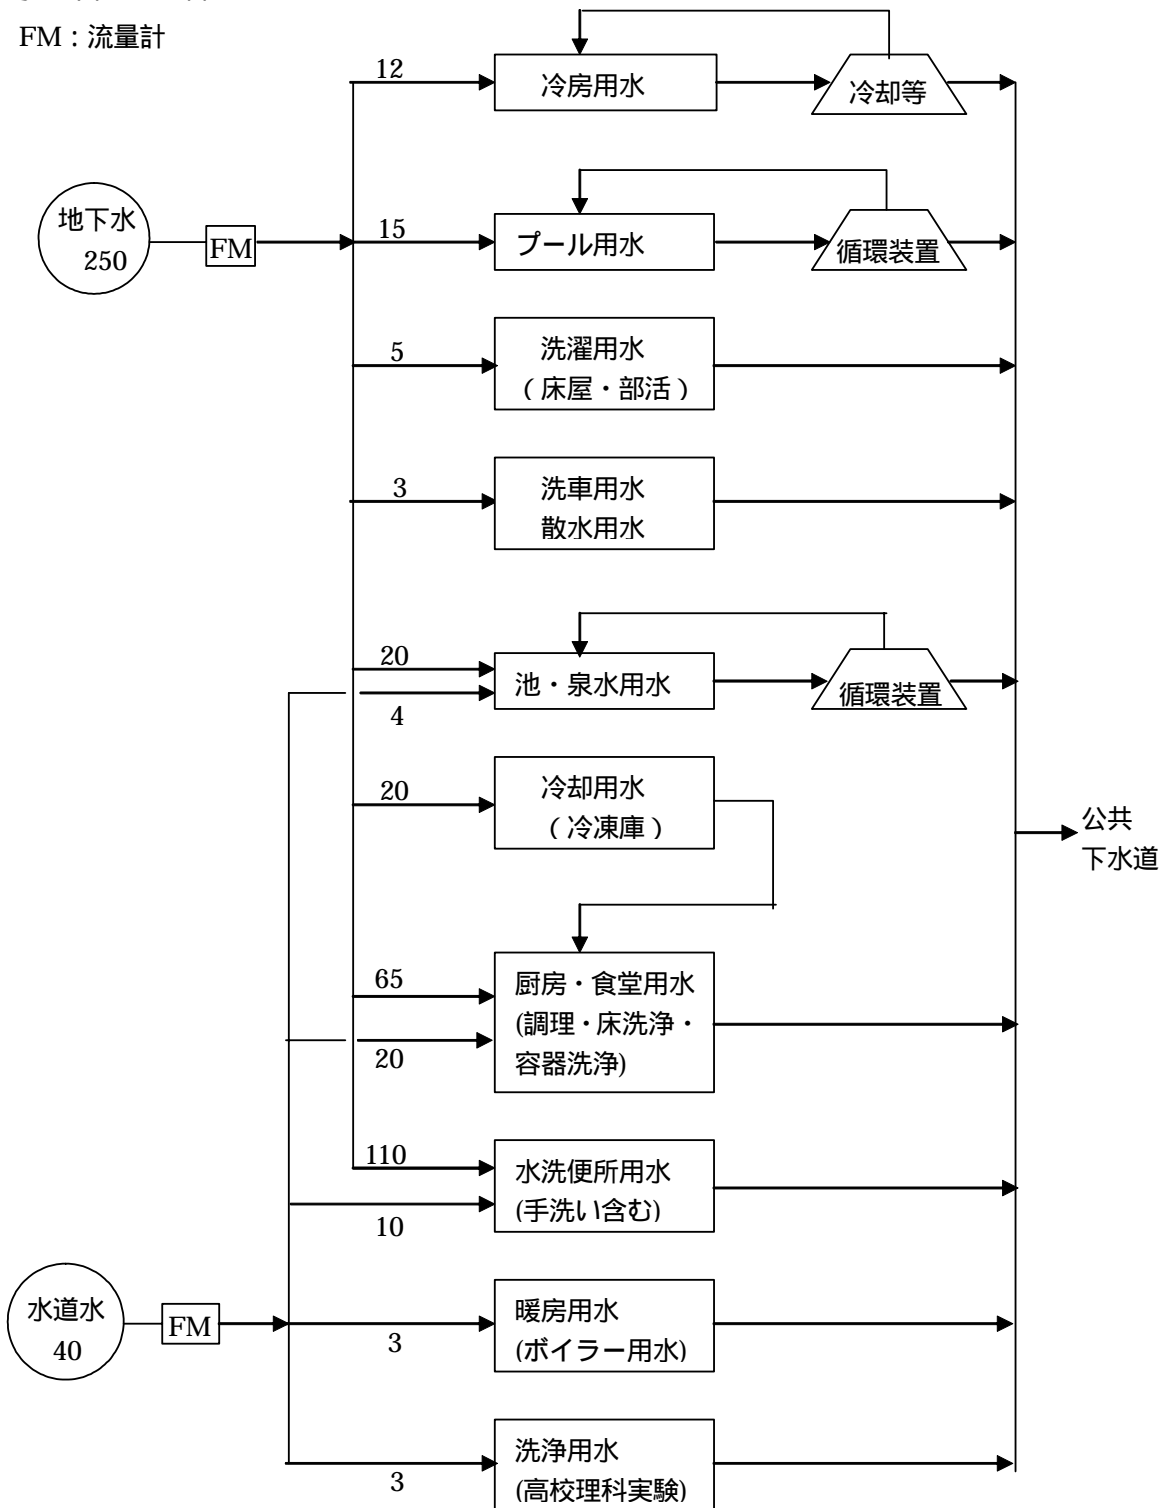 FM：流量計
12
冷房用水
冷却等
地下水
250
FM
15
プール用水
循環装置
5
洗濯用水
（床屋・部活）
3
洗車用水
散水用水
20
4
池・泉水用水
循環装置
20
冷却用水
（冷凍庫）
公共
下水道
65
20
厨房・食堂用水
(調理・床洗浄・
容器洗浄)
110
10
水洗便所用水
(手洗い含む)
水道水
40
FM
3
暖房用水
(ボイラー用水)
3
洗浄用水
(高校理科実験)